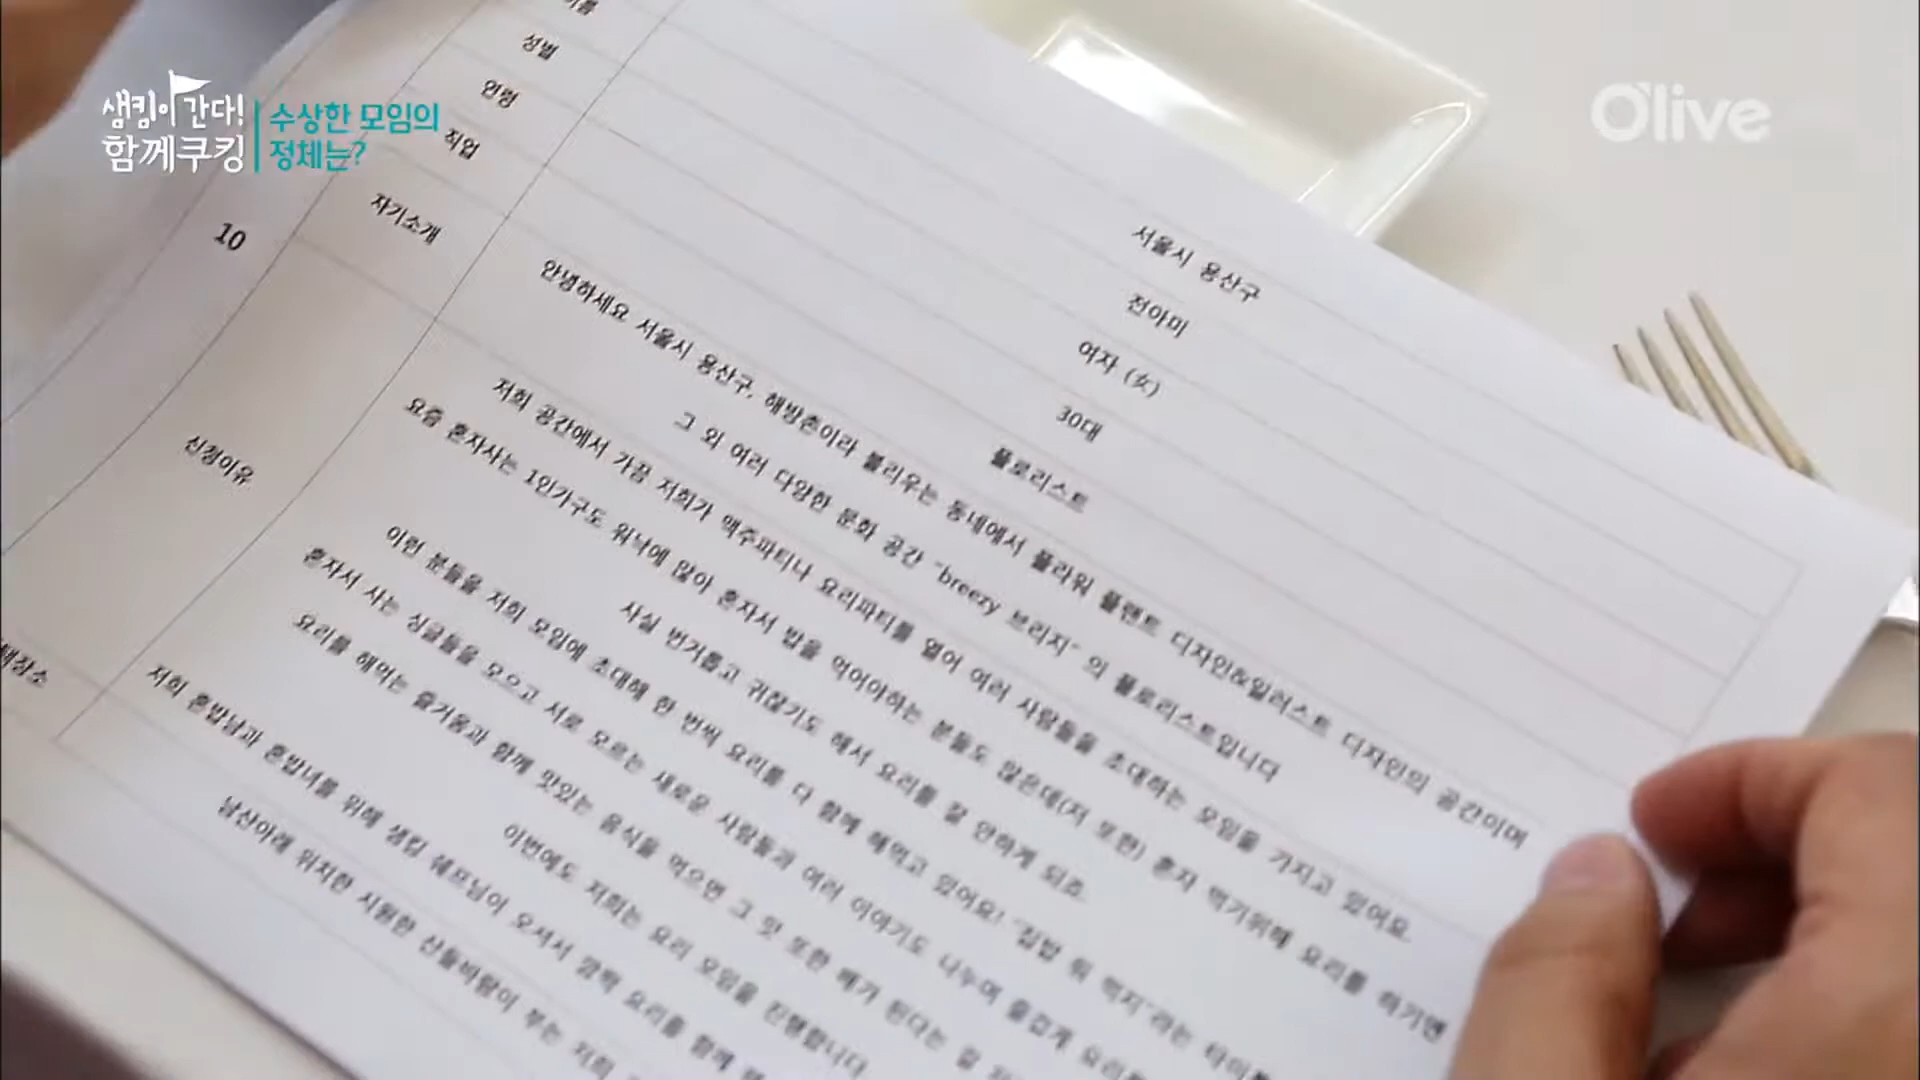 샘킴이 간다!
함께쿠킹
수상한 모임의
정체는?
O'live
서울시 용산구
이름
전아미
성별
여자 (女)
연령
30대
직업
플로리스트
자기소개
안녕하세요 서울시 용산구, 해방촌이라 불리우는 동네에서 플라워 플랜트 디자인&일러스트 디자인의 공간이며
그 외 여러 다양한 문화 공간 "breezy 브리지" 의 플로리스트입니다
10
신청이유
저희 공간에서 가끔 저희가 맥주파티나 요리파티를 열어 여러 사람들을 초대하는 모임을 가지고 있어요.
요즘 혼자사는 1인가구도 워낙에 많아 혼자서 밥을 먹어야하는 분들도 많은데(저 또한) 혼자 먹기위해 요리를 하기엔
사실 번거롭고 귀찮기도 해서 요리를 잘 안하게 되죠.
이런 분들을 저희 모임에 초대해 한 번씩 요리를 다 함께 해먹고 있어요! "집밥 뭐 먹지"라는
혼자서 사는 싱글들을 모으고 서로 모르는 새로운 사람들과 여러 이야기도 나누며 즐겁게
요리를 해먹는 즐거움과 함께 맛있는 음식을 먹으면 그 맛 또한 배가 된다는 걸
이번에도 저희는 요리 모임을 진행합니다
저희 혼밥남과 혼밥녀를 위해 샘킴 쉐프님이 오셔서 깜짝 요리를 함께
남산아래 위치한 시원한 산들바람이 부는 저희